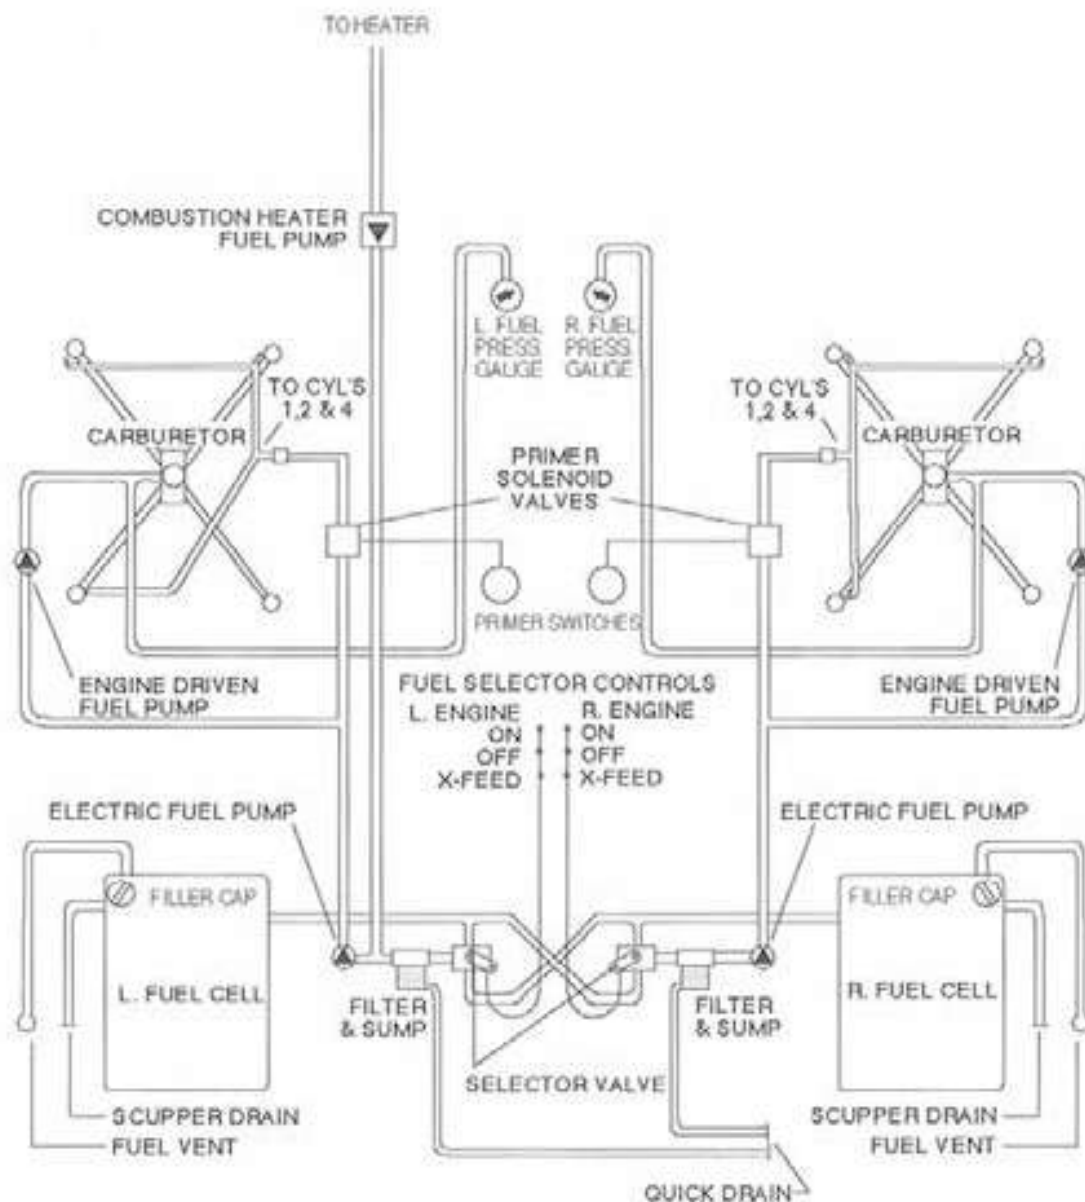 TO HEATER
COMBUSTION HEATER
FUEL PUMP
L. FUEL
PRESS.
GAUGE
R. FUEL
PRESS.
GAUGE
TO CYL'S
1,2 & 4
TO CYL'S
1,2 & 4
CARBURETOR
CARBURETOR
PRIMER
SOLENOID
VALVES
PRIMER SWITCHES
ENGINE DRIVEN
FUEL PUMP
ENGINE DRIVEN
FUEL PUMP
FUEL SELECTOR CONTROLS
L. ENGINE
ON
OFF
X-FEED
R. ENGINE
ON
OFF
X-FEED
ELECTRIC FUEL PUMP
ELECTRIC FUEL PUMP
FILLER CAP
FILLER CAP
L. FUEL CELL
R. FUEL CELL
FILTER
& SUMP
FILTER
& SUMP
SELECTOR VALVE
SCUPPER DRAIN
FUEL VENT
SCUPPER DRAIN
FUEL VENT
QUICK DRAIN